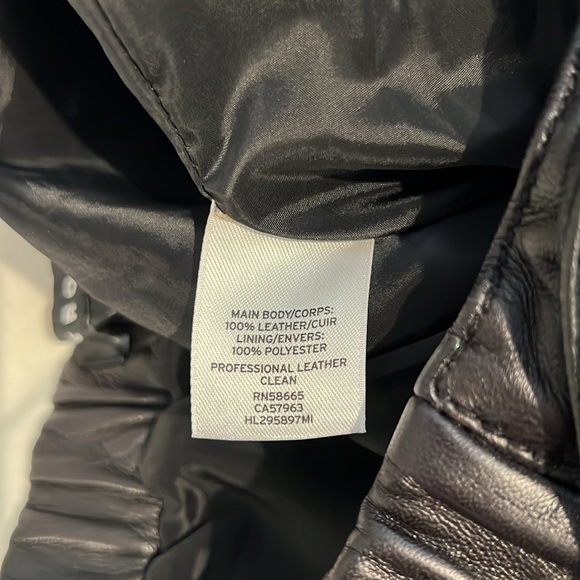 MAIN BODY/CORPS:
100% LEATHER/CUIR
LINING/ENVERS:
100% POLYESTER
PROFESSIONAL LEATHER
CLEAN
RN58665
CA57963
HL295897MI